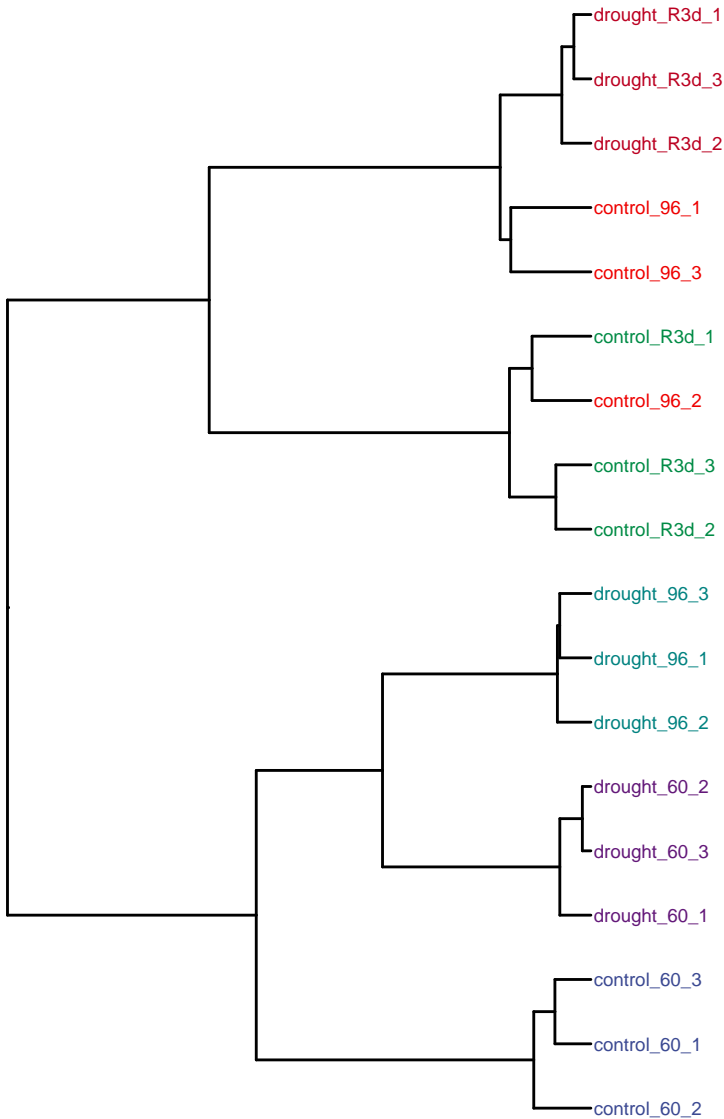 drought_R3d_1
drought_R3d_3
drought_R3d_2
control_96_1
control_96_3
control_R3d_1
control_96_2
control_R3d_3
control_R3d_2
drought_96_3
drought_96_1
drought_96_2
drought_60_2
drought_60_3
drought_60_1
control_60_3
control_60_1
control_60_2